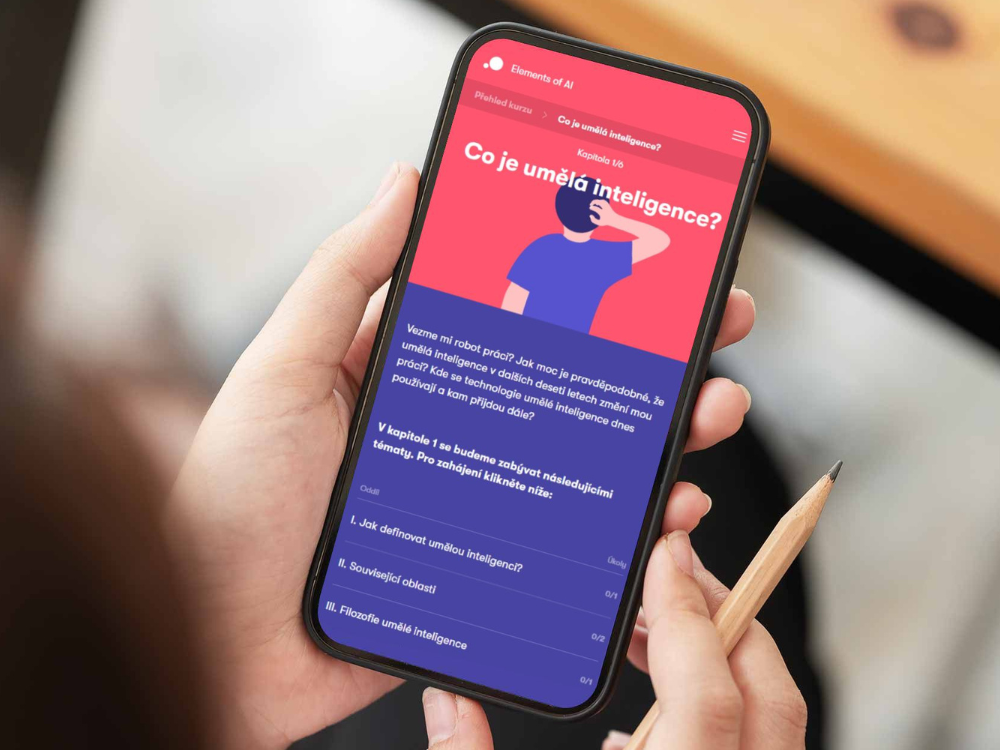 Elements of AI
Přehled kurzu > Co je umělá inteligence?
Kapitola 1/6
Co je umělá inteligence?
Vezme mi robot práci? Jak moc je pravděpodobné, že
umělá inteligence v dalších deseti letech změní mou
práci? Kde se technologie umělé inteligence dnes
používají a kam přijdou dále?
V kapitole 1 se budeme zabývat následujícími
tématy. Pro zahájení klikněte níže:
Oddíl
Úkoly
I. Jak definovat umělou inteligenci?
0/1
II. Související oblasti
0/2
III. Filozofie umělé inteligence
0/1